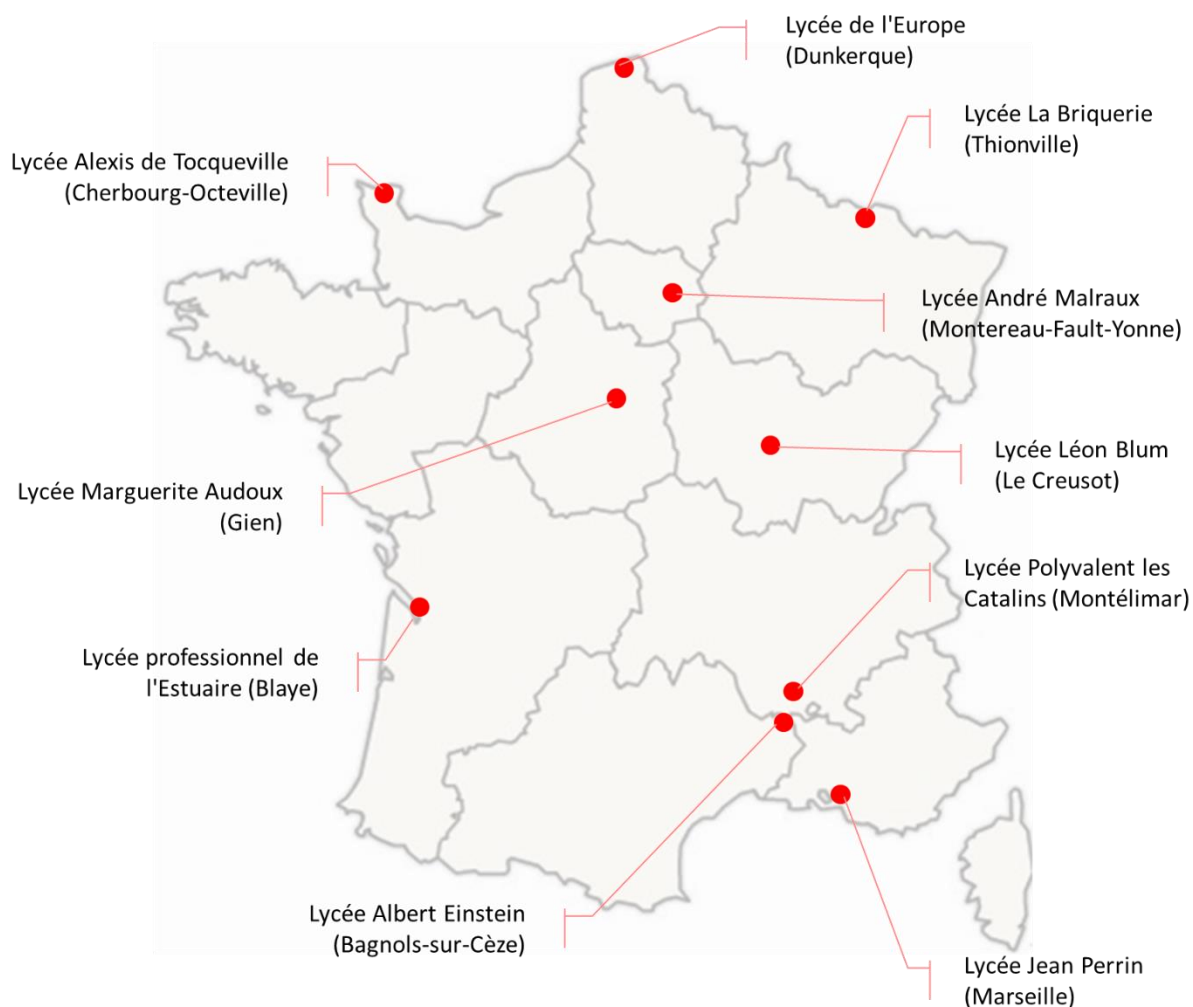 Lycée de l'Europe
(Dunkerque)
Lycée La Briquerie
(Thionville)
Lycée Alexis de Tocqueville
(Cherbourg-Octeville)
Lycée André Malraux
(Montereau-Fault-Yonne)
Lycée Léon Blum
(Le Creusot)
Lycée Marguerite Audoux
(Gien)
Lycée Polyvalent les
Catalins (Montélimar)
Lycée professionnel de
l'Estuaire (Blaye)
Lycée Albert Einstein
(Bagnols-sur-Cèze)
Lycée Jean Perrin
(Marseille)